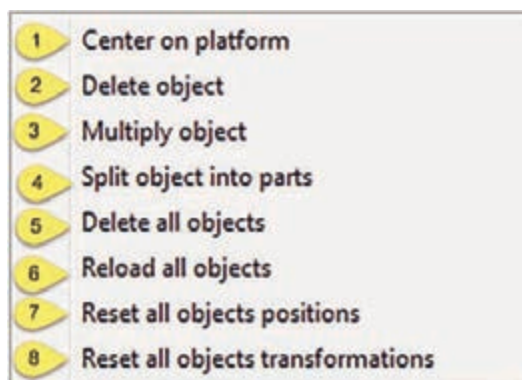 1 Center on platform
2 Delete object
3 Multiply object
4 Split object into parts
5 Delete all objects
6 Reload all objects
7 Reset all objects positions
8 Reset all objects transformations